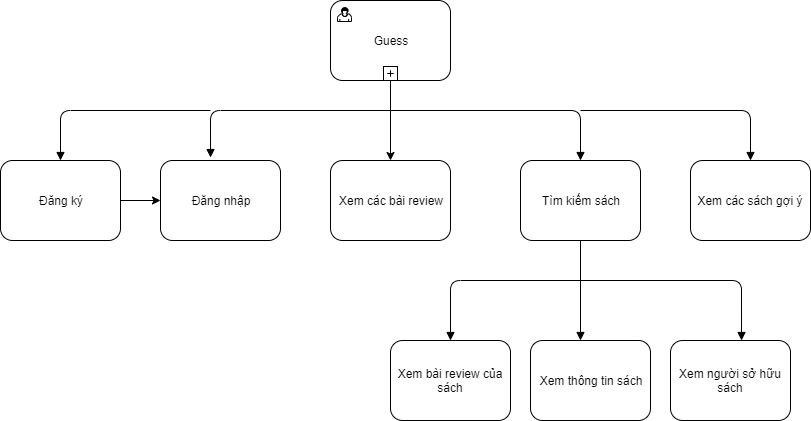 Guess
Đăng ký
Đăng nhập
Xem các bài review
Tìm kiếm sách
Xem các sách gợi ý
Xem bài review của
sách
Xem thông tin sách
Xem người sở hữu
sách